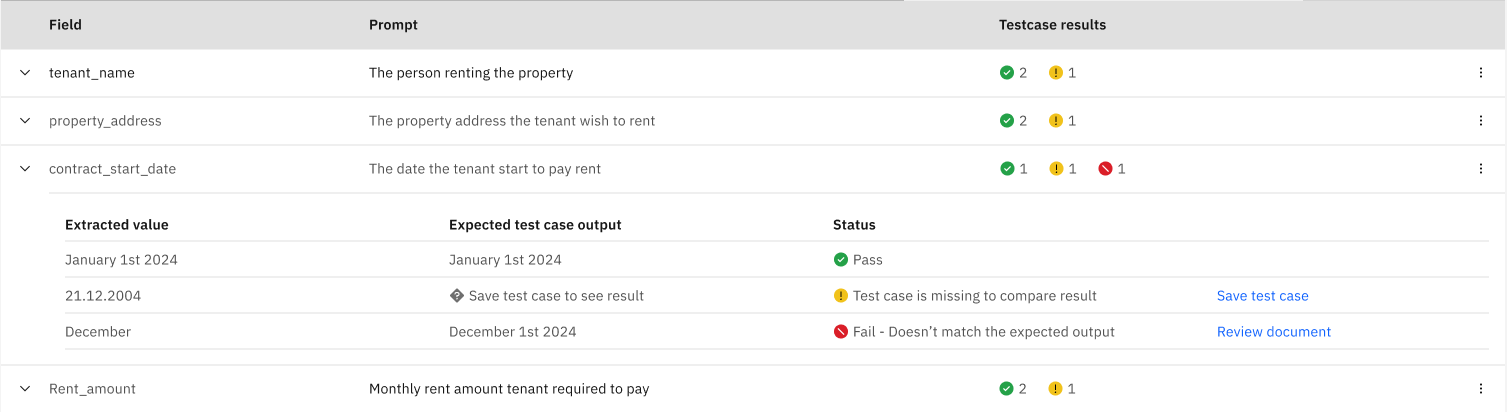 Field Prompt Testcase results
tenant_name The person renting the property 2 1
property_address The property address the tenant wish to rent 2 1
contract_start_date The date the tenant start to pay rent 1 1 1
Extracted value Expected test case output Status
January 1st 2024 January 1st 2024 Pass
21.12.2004 Save test case to see result Test case is missing to compare result Save test case
December December 1st 2024 Fail - Doesn’t match the expected output Review document
Rent_amount Monthly rent amount tenant required to pay 2 1